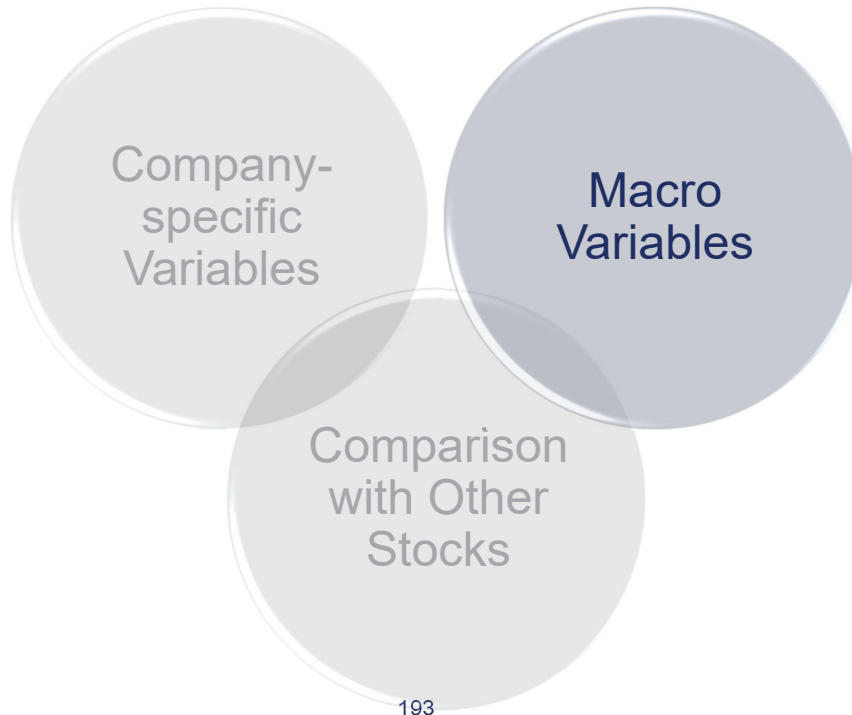 Company-
specific
Variables
Macro
Variables
Comparison
with Other
Stocks
193